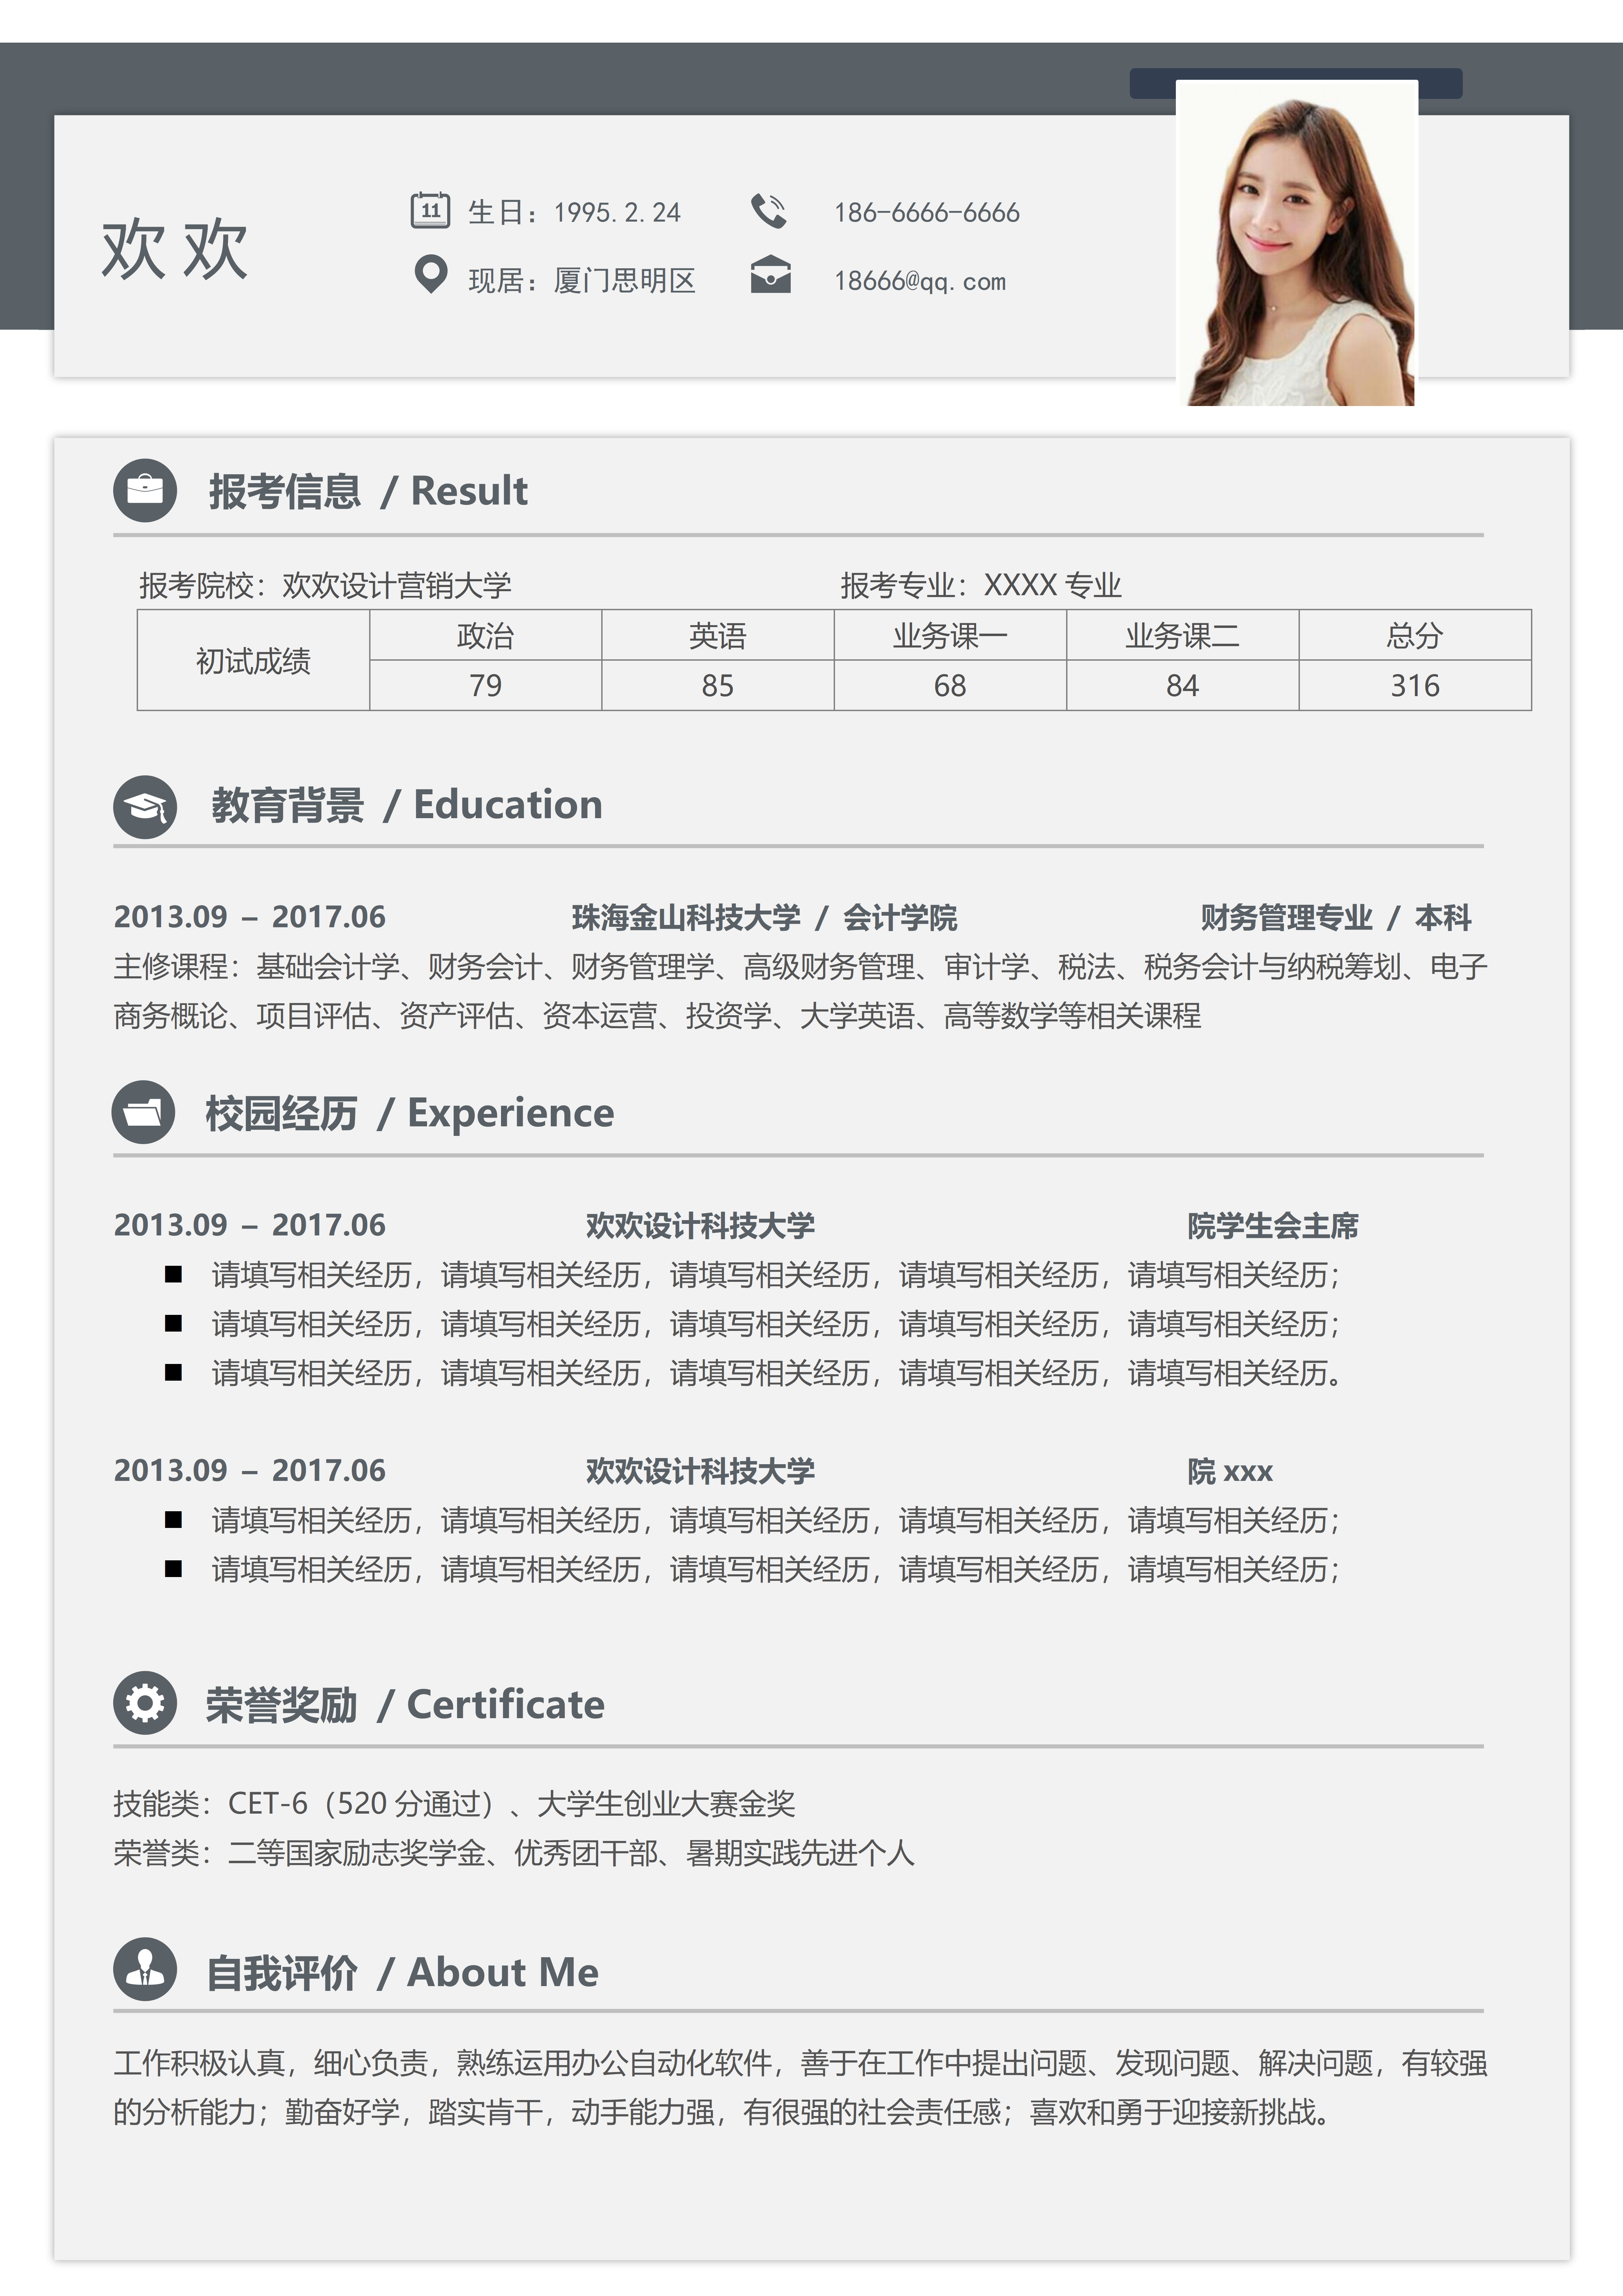 欢欢
11 生日：1995.2.24 186-6666-6666
现居：厦门思明区 18666@qq.com
报考信息 / Result
报考院校：欢欢设计营销大学 报考专业：XXXX 专业
初试成绩 政治 英语 业务课一 业务课二 总分
79 85 68 84 316
教育背景 / Education
2013.09 – 2017.06 珠海金山科技大学 / 会计学院 财务管理专业 / 本科
主修课程：基础会计学、财务会计、财务管理学、高级财务管理、审计学、税法、税务会计与纳税筹划、电子
商务概论、项目评估、资产评估、资本运营、投资学、大学英语、高等数学等相关课程
校园经历 / Experience
2013.09 – 2017.06 欢欢设计科技大学 院学生会主席
■ 请填写相关经历，请填写相关经历，请填写相关经历，请填写相关经历，请填写相关经历；
■ 请填写相关经历，请填写相关经历，请填写相关经历，请填写相关经历，请填写相关经历；
■ 请填写相关经历，请填写相关经历，请填写相关经历，请填写相关经历，请填写相关经历。
2013.09 – 2017.06 欢欢设计科技大学 院 xxx
■ 请填写相关经历，请填写相关经历，请填写相关经历，请填写相关经历，请填写相关经历；
■ 请填写相关经历，请填写相关经历，请填写相关经历，请填写相关经历，请填写相关经历；
荣誉奖励 / Certificate
技能类：CET-6（520 分通过）、大学生创业大赛金奖
荣誉类：二等国家励志奖学金、优秀团干部、暑期实践先进个人
自我评价 / About Me
工作积极认真，细心负责，熟练运用办公自动化软件，善于在工作中提出问题、发现问题、解决问题，有较强
的分析能力；勤奋好学，踏实肯干，动手能力强，有很强的社会责任感；喜欢和勇于迎接新挑战。